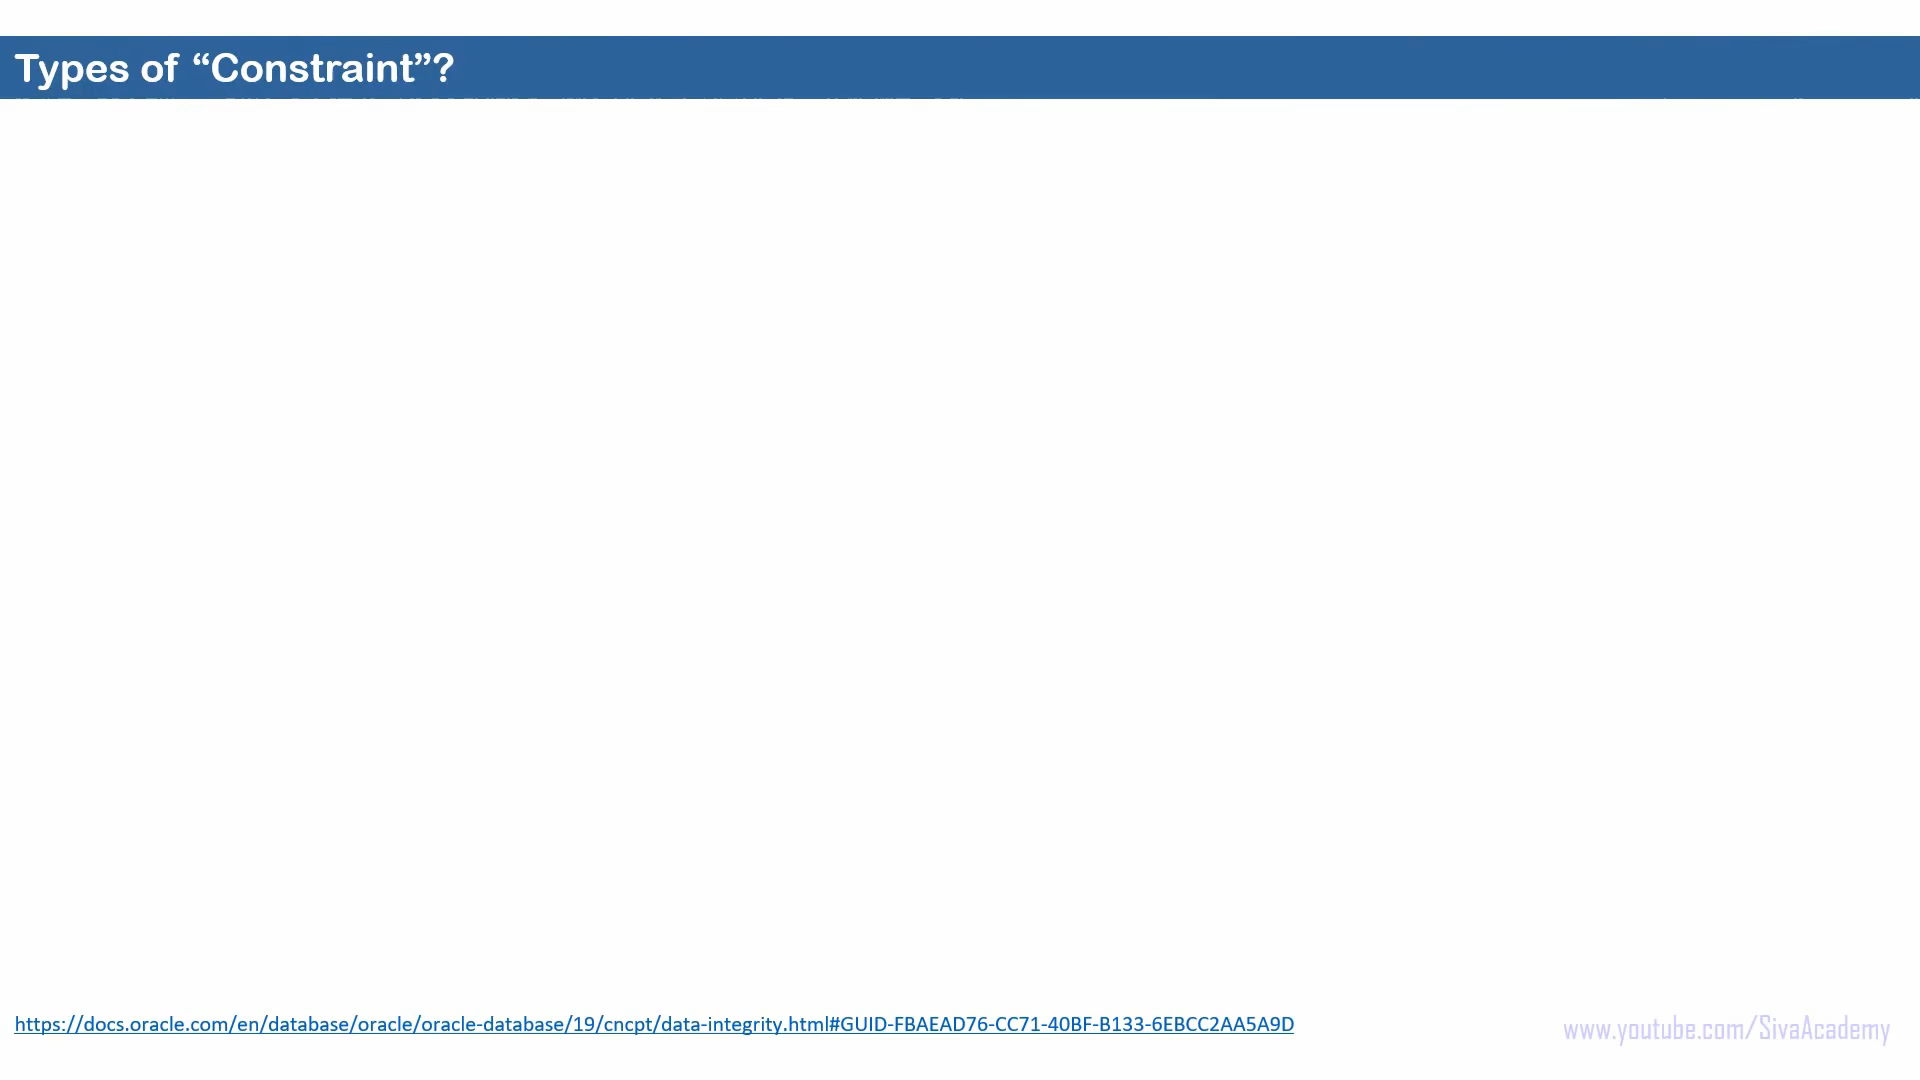 Types of “Constraint”?
https://docs.oracle.com/en/database/oracle/oracle-database/19/cncpt/data-integrity.html#GUID-FBAEAD76-CC71-40BF-B133-6EBCC2AA5A9D
www.youtube.com/SivaAcademy